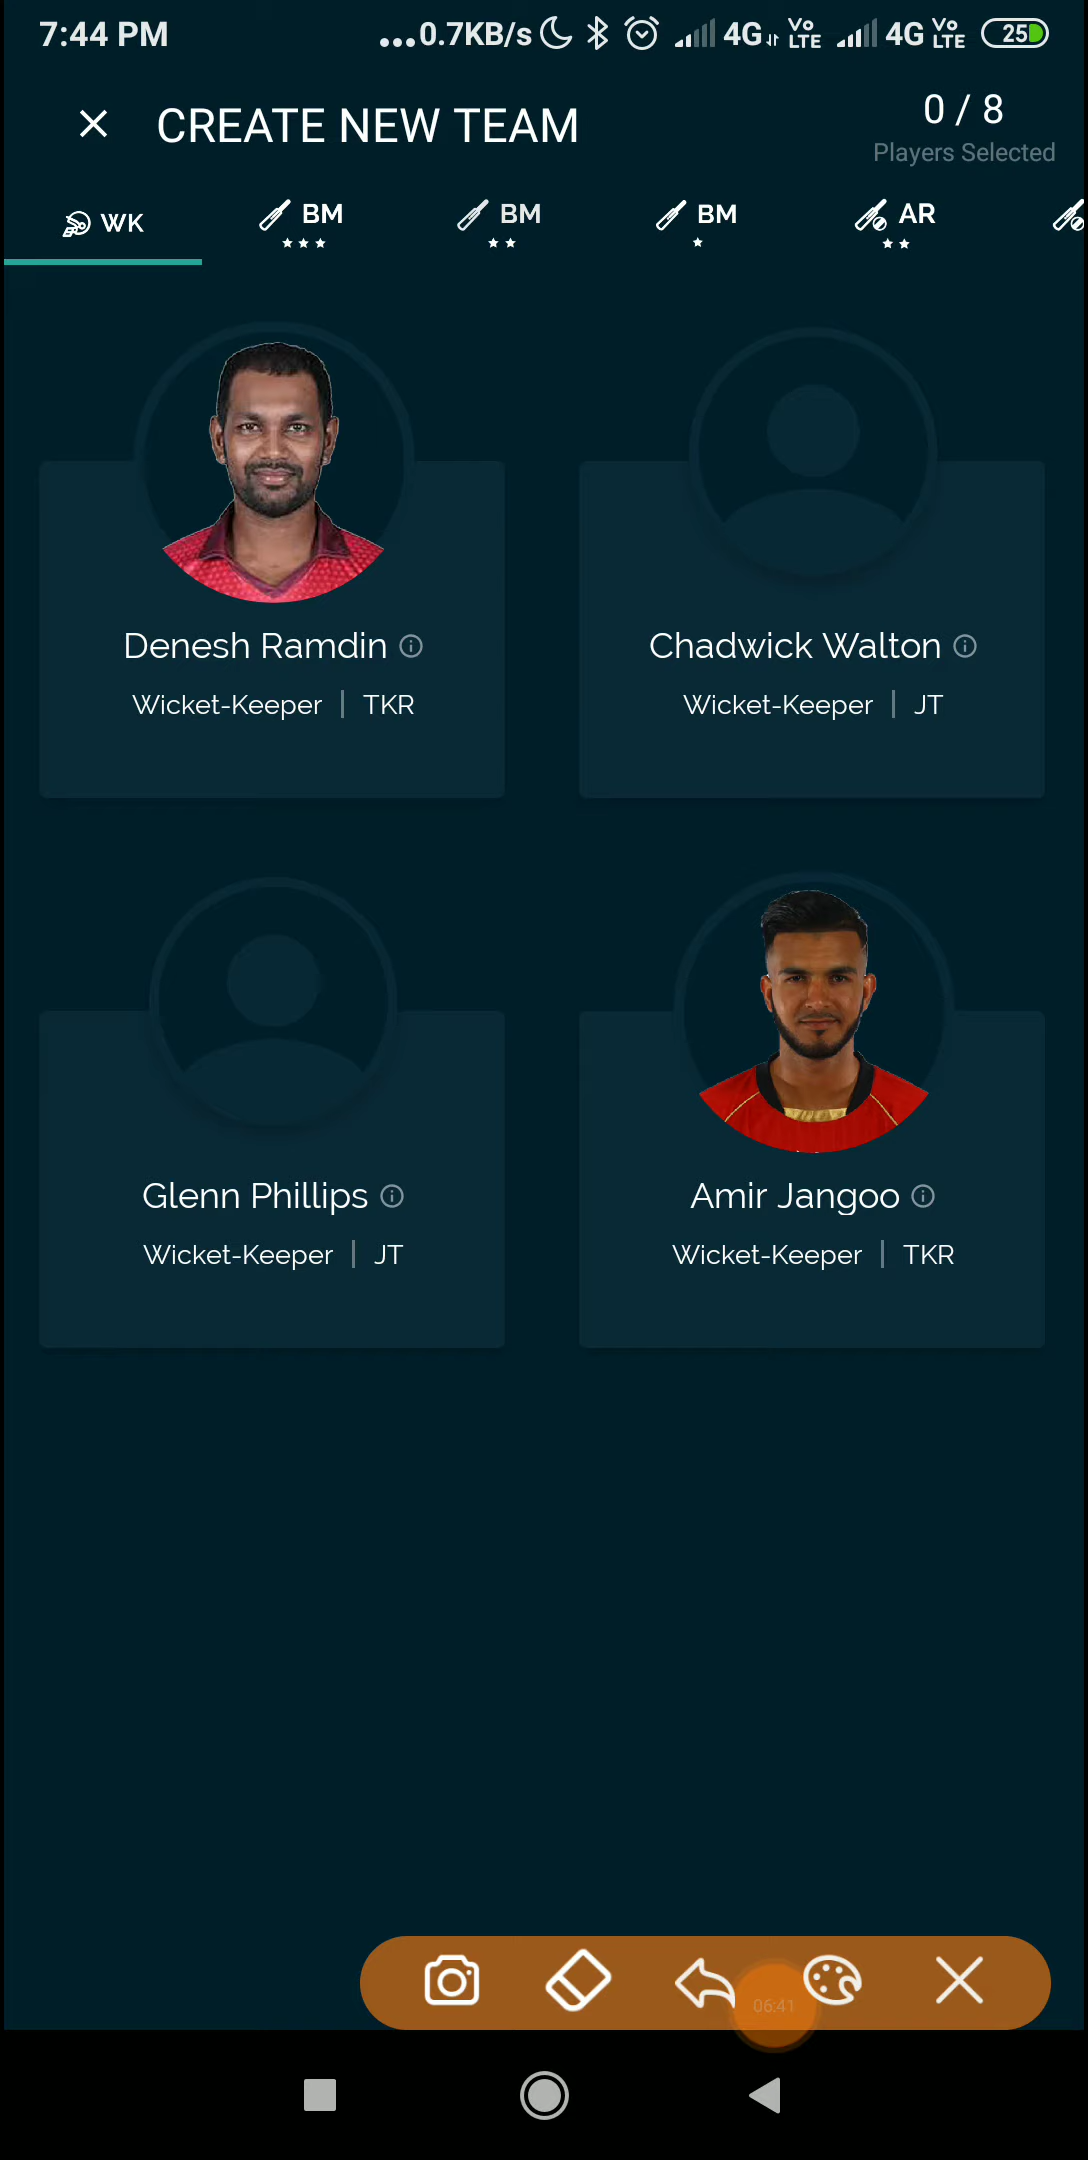 7:44 PM ...0.7KB/s 4G Vo LTE 4G Vo LTE 25
CREATE NEW TEAM
0 / 8
Players Selected
WK BM BM BM AR
Denesh Ramdin
Wicket-Keeper | TKR
Chadwick Walton
Wicket-Keeper | JT
Glenn Phillips
Wicket-Keeper | JT
Amir Jangoo
Wicket-Keeper | TKR
06:41